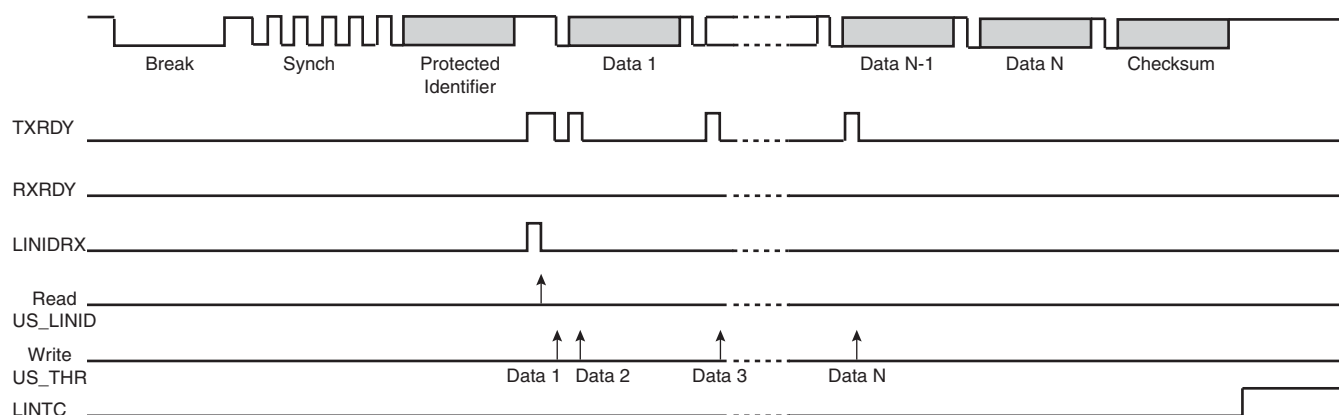 Break
Synch
Protected
Identifier
Data 1
Data N-1
Data N
Checksum
TXRDY
RXRDY
LINIDRX
Read
US_LINID
Write
US_THR
Data 1
Data 2
Data 3
Data N
LINTC